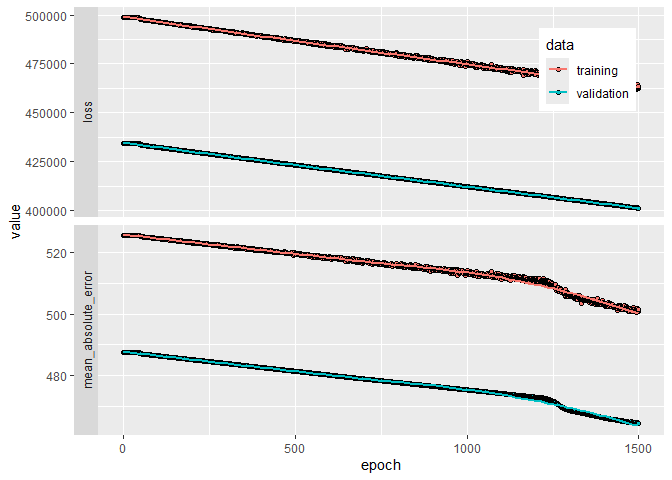 500000
475000
450000
425000
400000
loss
data
training
validation
value
520
500
480
mean_absolute_error
0
500
1000
1500
epoch